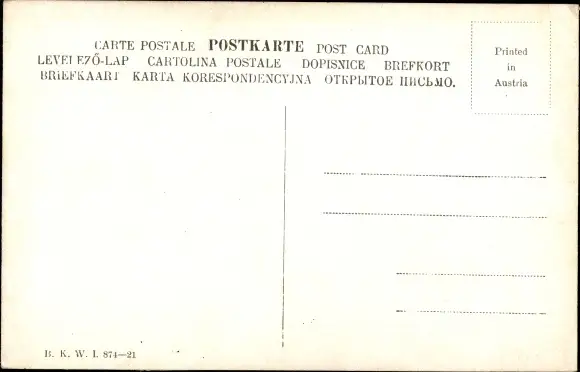 CARTE POSTALE POSTKARTE POST CARD
LEVELEZŐ-LAP CARTOLINA POSTALE DOPISNICE BREFKORT
BRIEFKAART KARTA KORESPONDENCYJNA ОТКРЫТОЕ ПИСЬМО.
Printed
in
Austria
B. K. W. I. 874—21